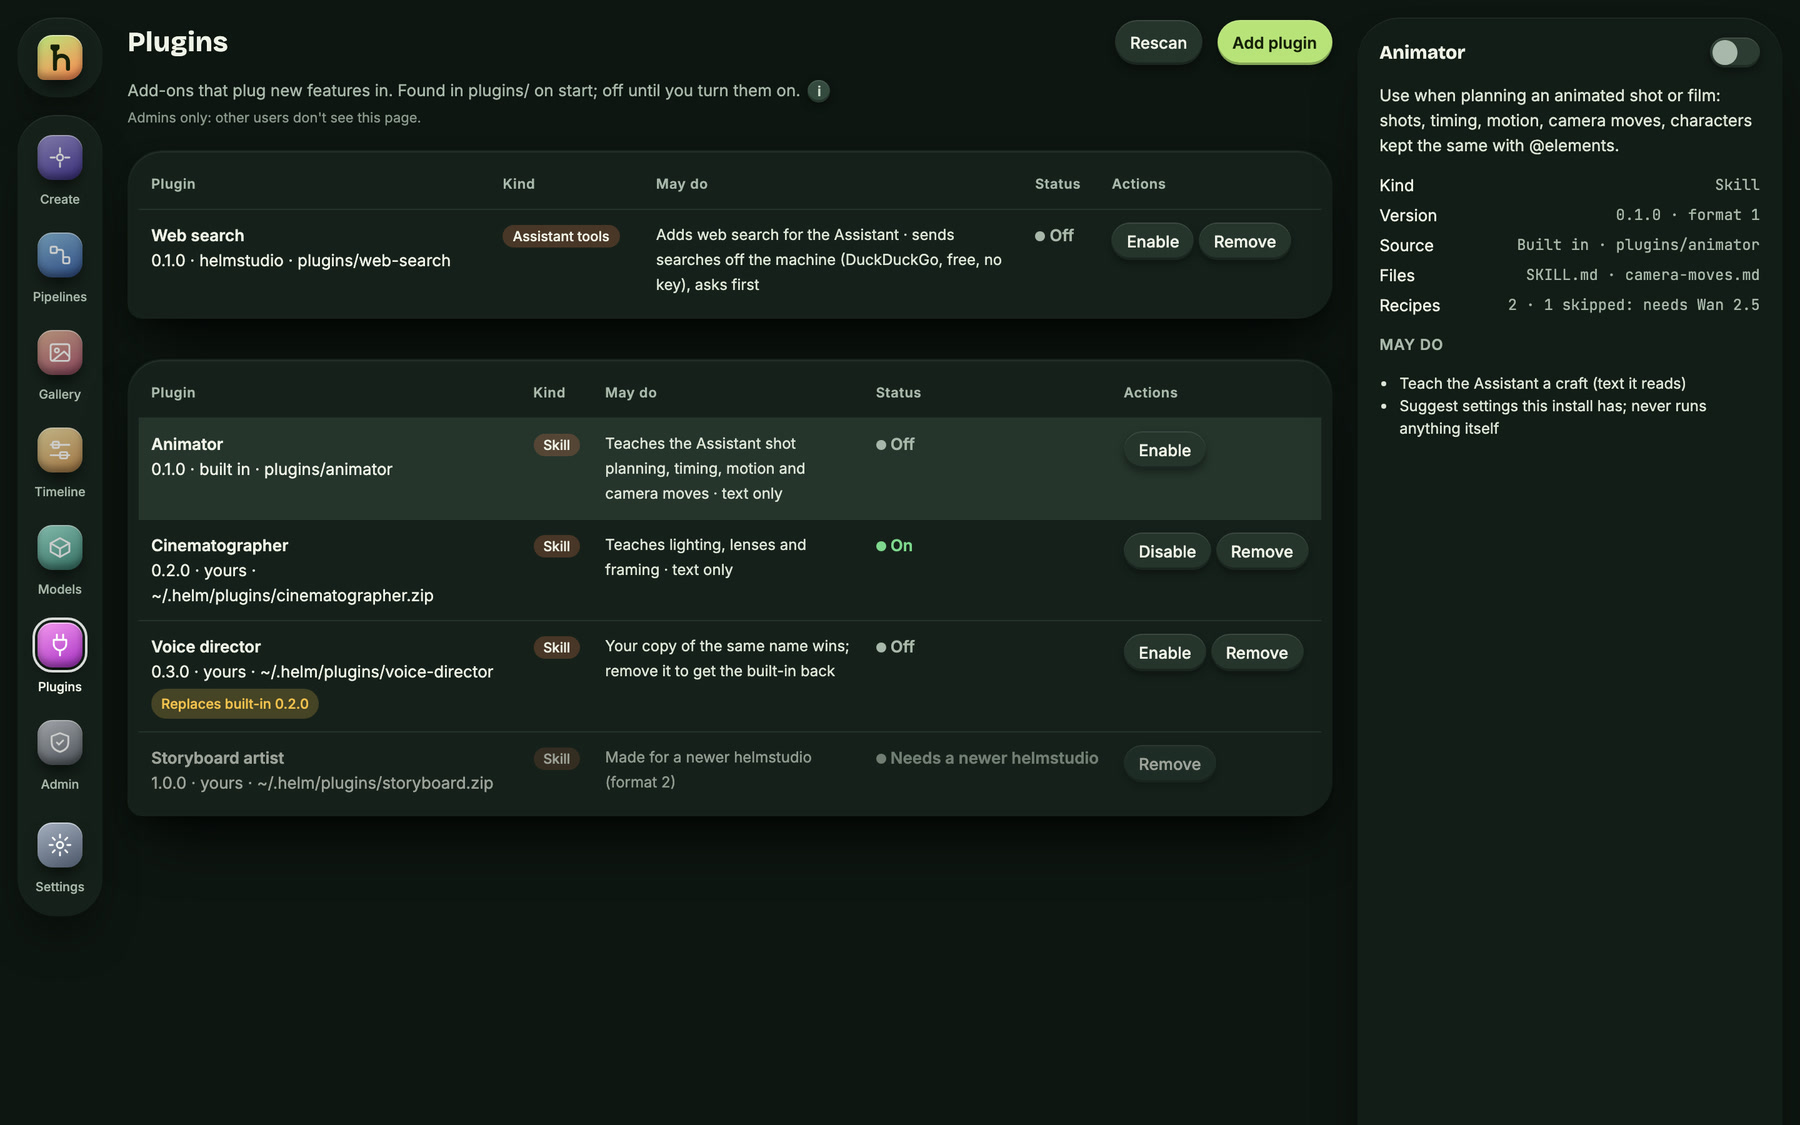 h
Create
Pipelines
Gallery
Timeline
Models
Plugins
Admin
Settings
Plugins
Rescan
Add plugin
Add-ons that plug new features in. Found in plugins/ on start; off until you turn them on. i
Admins only: other users don't see this page.
Plugin Kind May do Status Actions
Web search
0.1.0 · helmstudio · plugins/web-search
Assistant tools
Adds web search for the Assistant · sends
searches off the machine (DuckDuckGo, free, no
key), asks first
Off
Enable Remove
Plugin Kind May do Status Actions
Animator
0.1.0 · built in · plugins/animator
Skill
Teaches the Assistant shot
planning, timing, motion and
camera moves · text only
Off
Enable
Cinematographer
0.2.0 · yours ·
~/.helm/plugins/cinematographer.zip
Skill
Teaches lighting, lenses and
framing · text only
On
Disable Remove
Voice director
0.3.0 · yours · ~/.helm/plugins/voice-director
Replaces built-in 0.2.0
Skill
Your copy of the same name wins;
remove it to get the built-in back
Off
Enable Remove
Storyboard artist
1.0.0 · yours · ~/.helm/plugins/storyboard.zip
Skill
Made for a newer helmstudio
(format 2)
Needs a newer helmstudio
Remove
Animator
Use when planning an animated shot or film:
shots, timing, motion, camera moves, characters
kept the same with @elements.
Kind Skill
Version 0.1.0 · format 1
Source Built in · plugins/animator
Files SKILL.md · camera-moves.md
Recipes 2 · 1 skipped: needs Wan 2.5
MAY DO
• Teach the Assistant a craft (text it reads)
• Suggest settings this install has; never runs
anything itself